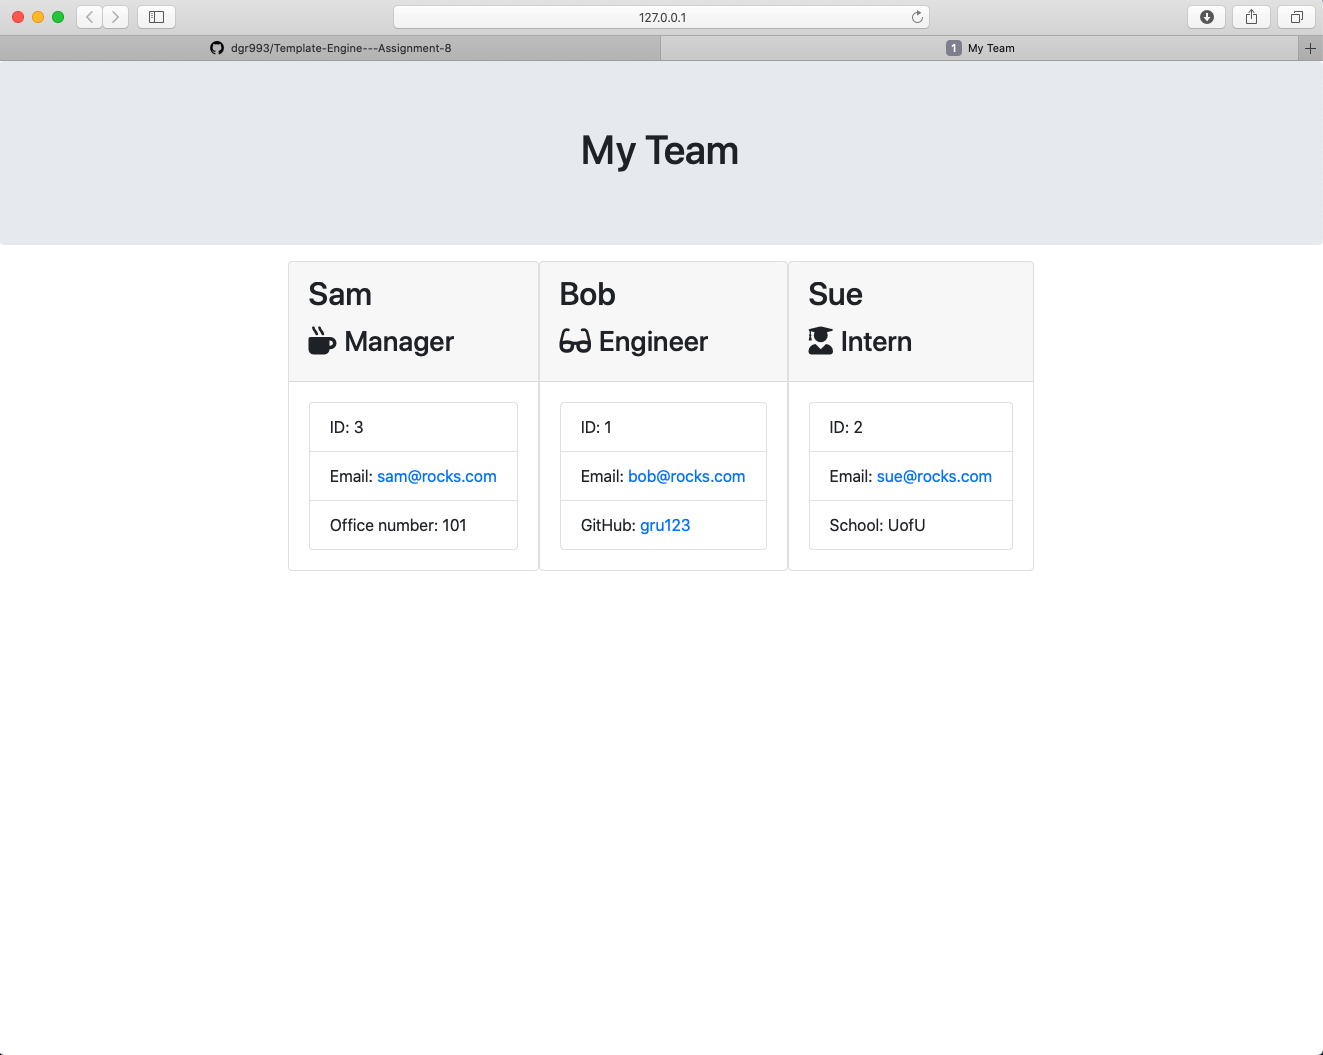 127.0.0.1
dgr993/Template-Engine---Assignment-8
1 My Team
My Team
Sam
Manager
ID: 3
Email: sam@rocks.com
Office number: 101
Bob
Engineer
ID: 1
Email: bob@rocks.com
GitHub: gru123
Sue
Intern
ID: 2
Email: sue@rocks.com
School: UofU